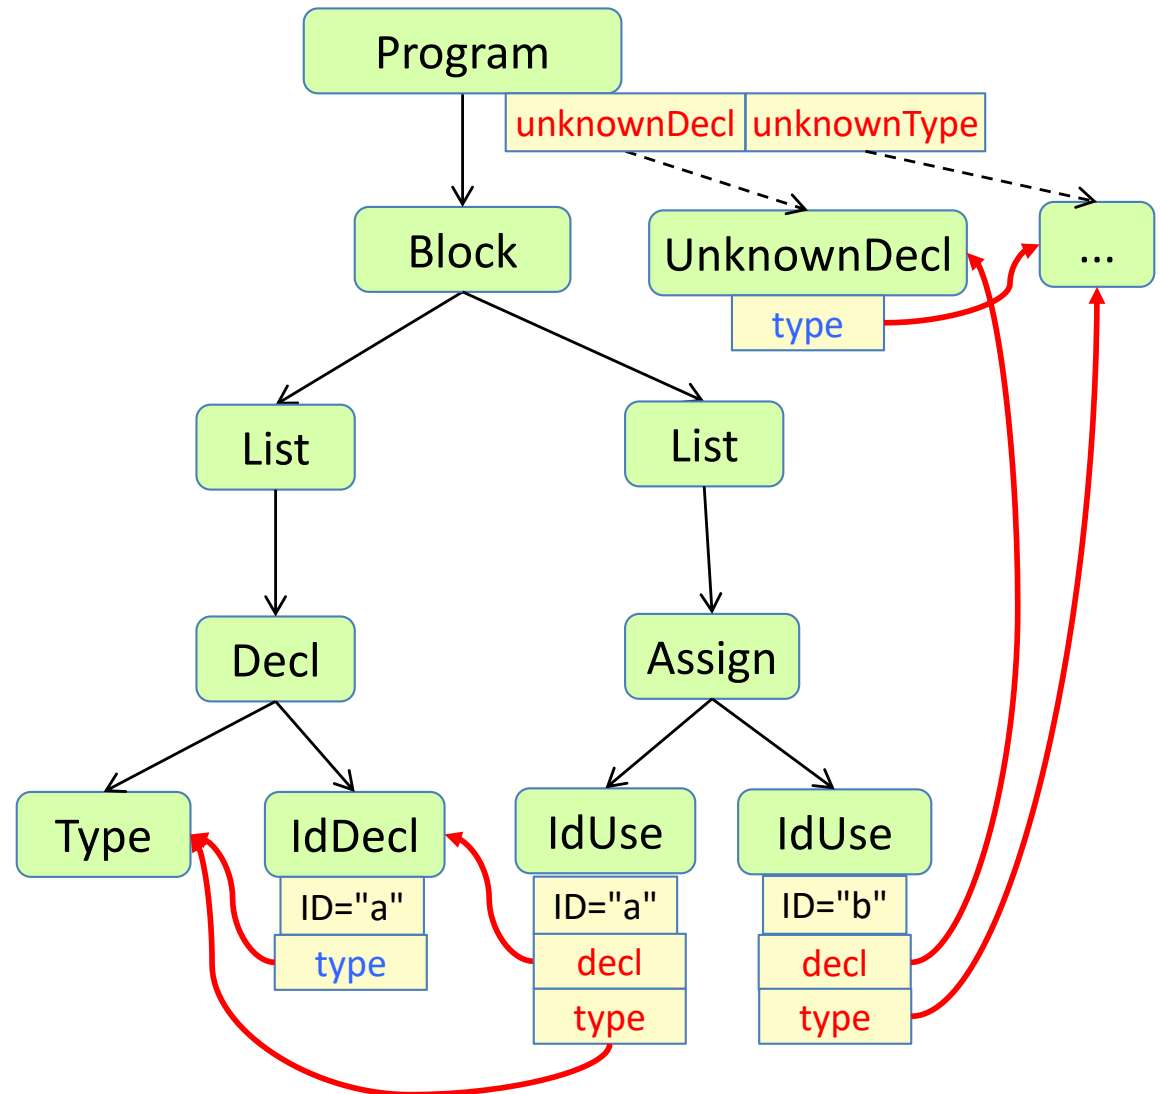 Program
unknownDecl unknownType
Block
UnknownDecl
...
type
List
List
Decl
Assign
Type
IdDecl
IdUse
IdUse
ID="a"
ID="a"
ID="b"
type
decl
decl
type
type